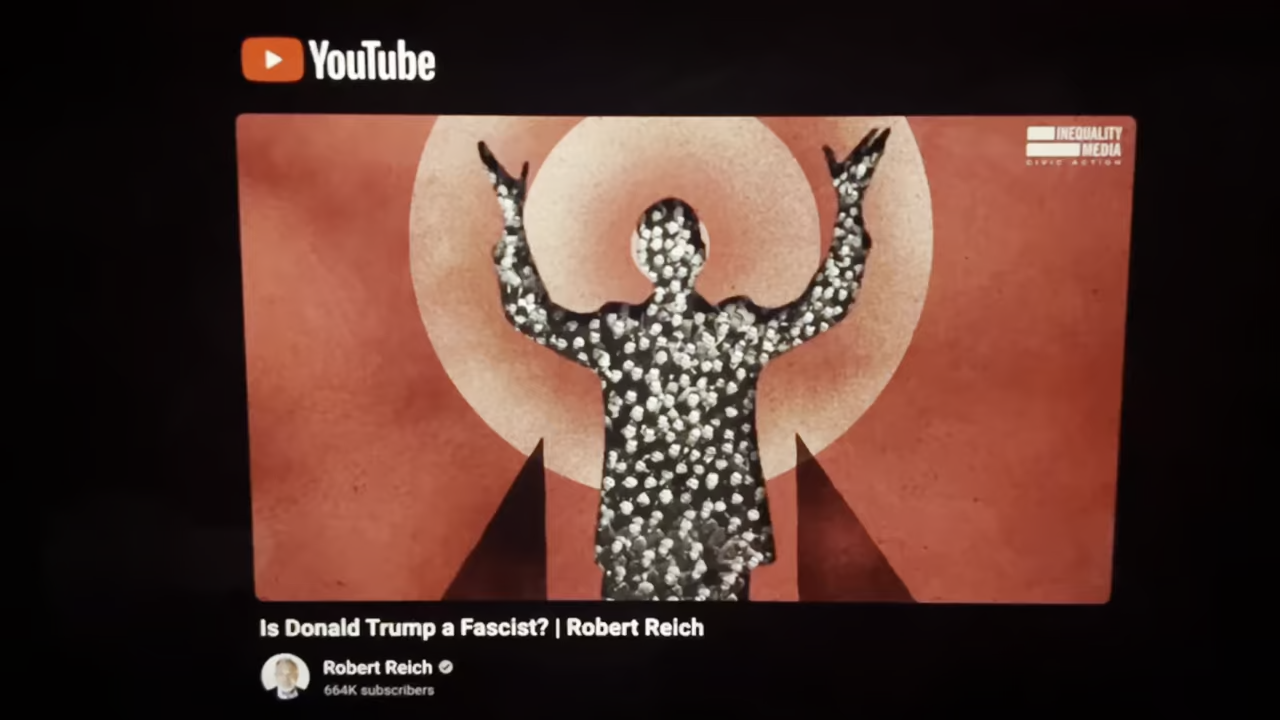 YouTube
INEQUALITY
MEDIA
CIVIC ACTION
Is Donald Trump a Fascist? | Robert Reich
Robert Reich
664K subscribers